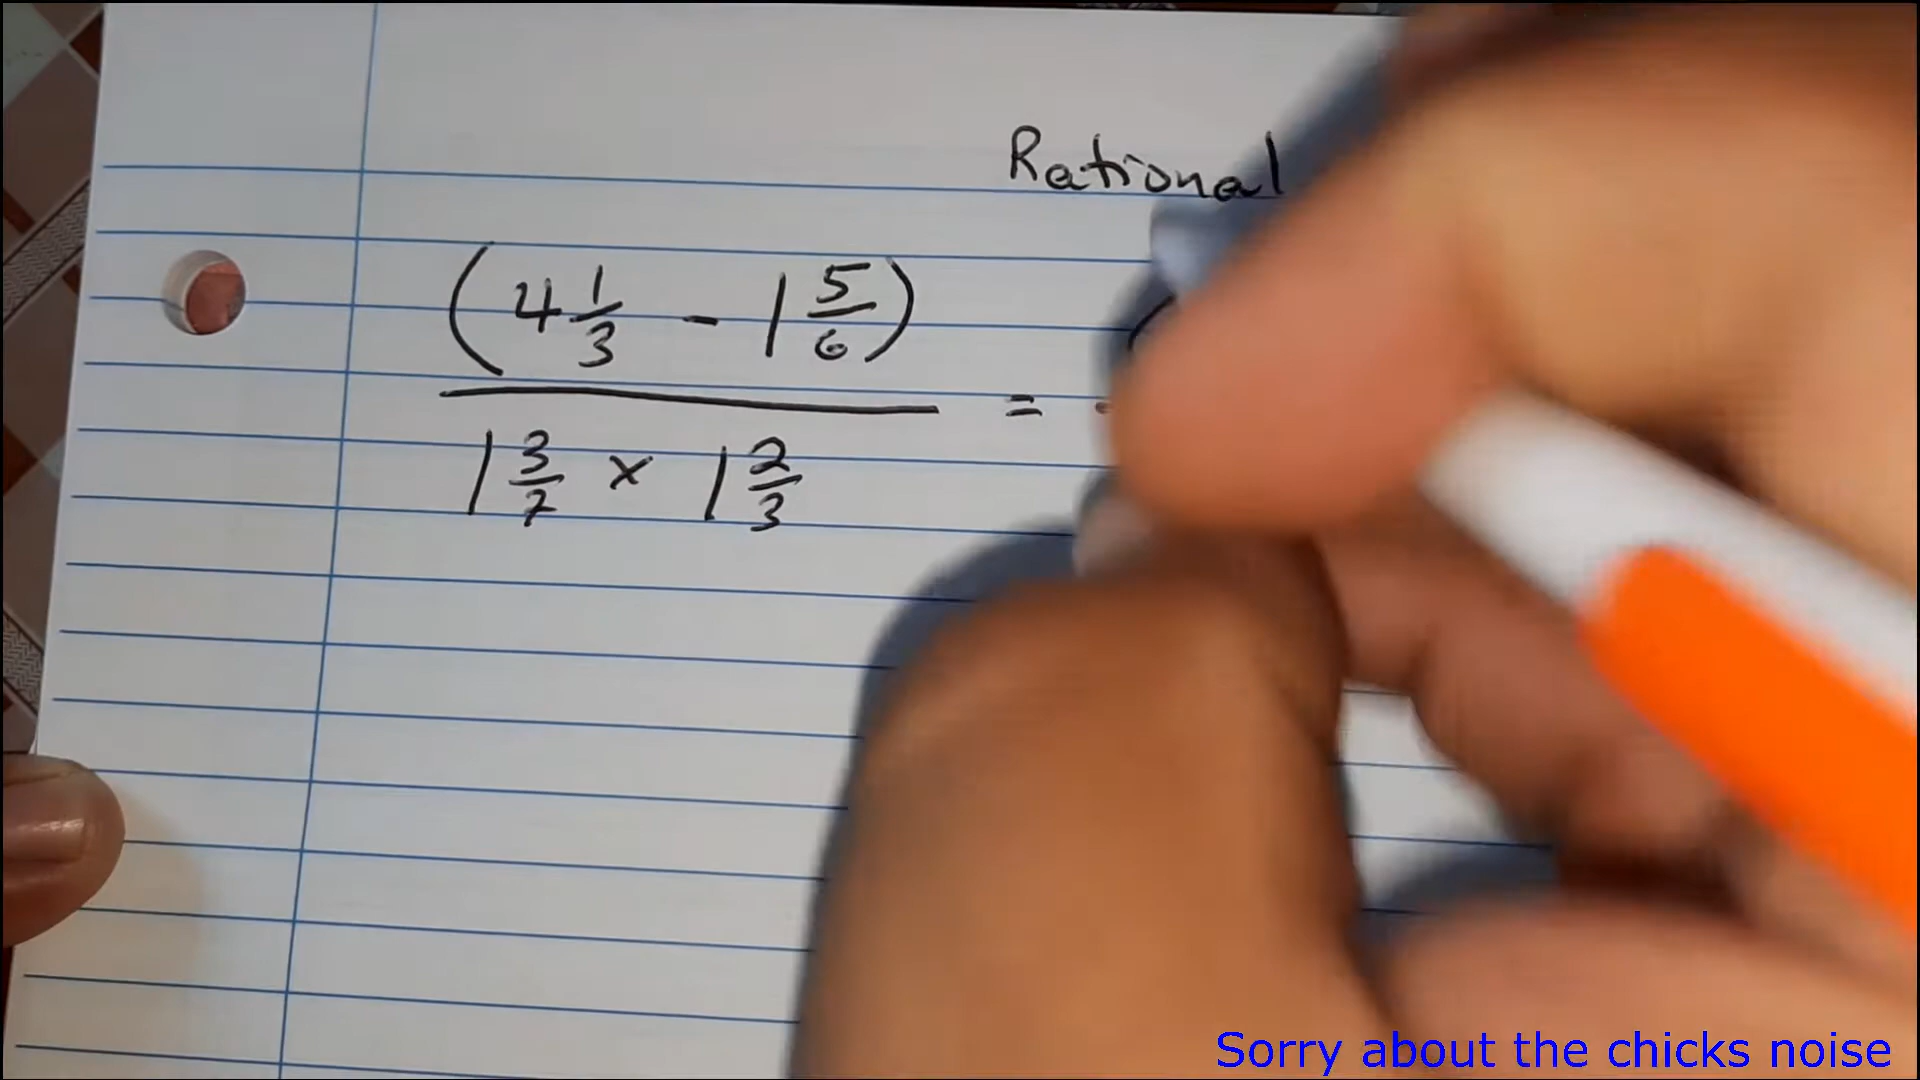 Rational
(4 1/3 - 1 5/6)
=
1 3/7 × 1 2/3
Sorry about the chicks noise